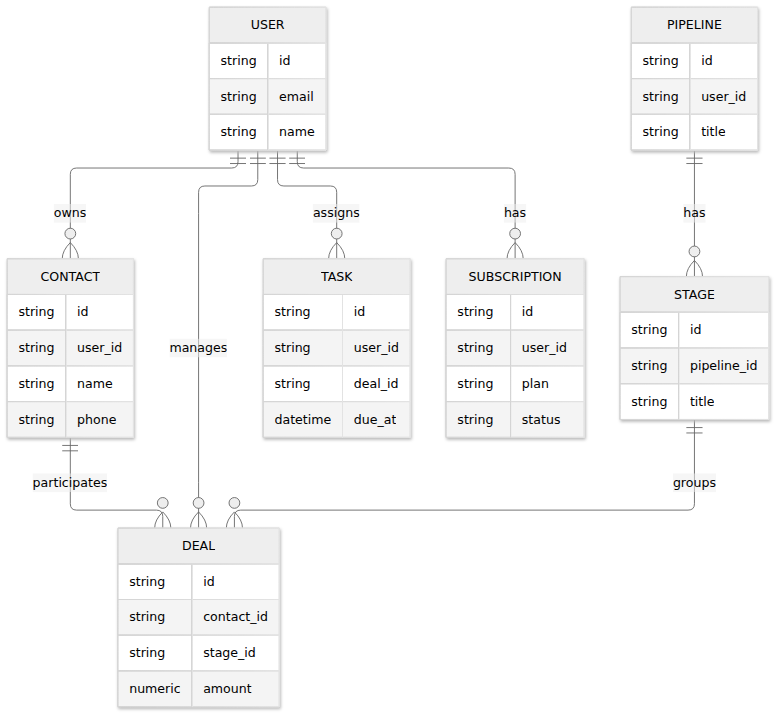 USER
string id
string email
string name
PIPELINE
string id
string user_id
string title
owns
assigns
has
has
CONTACT
string id
string user_id
string name
string phone
manages
TASK
string id
string user_id
string deal_id
datetime due_at
SUBSCRIPTION
string id
string user_id
string plan
string status
STAGE
string id
string pipeline_id
string title
participates
groups
DEAL
string id
string contact_id
string stage_id
numeric amount